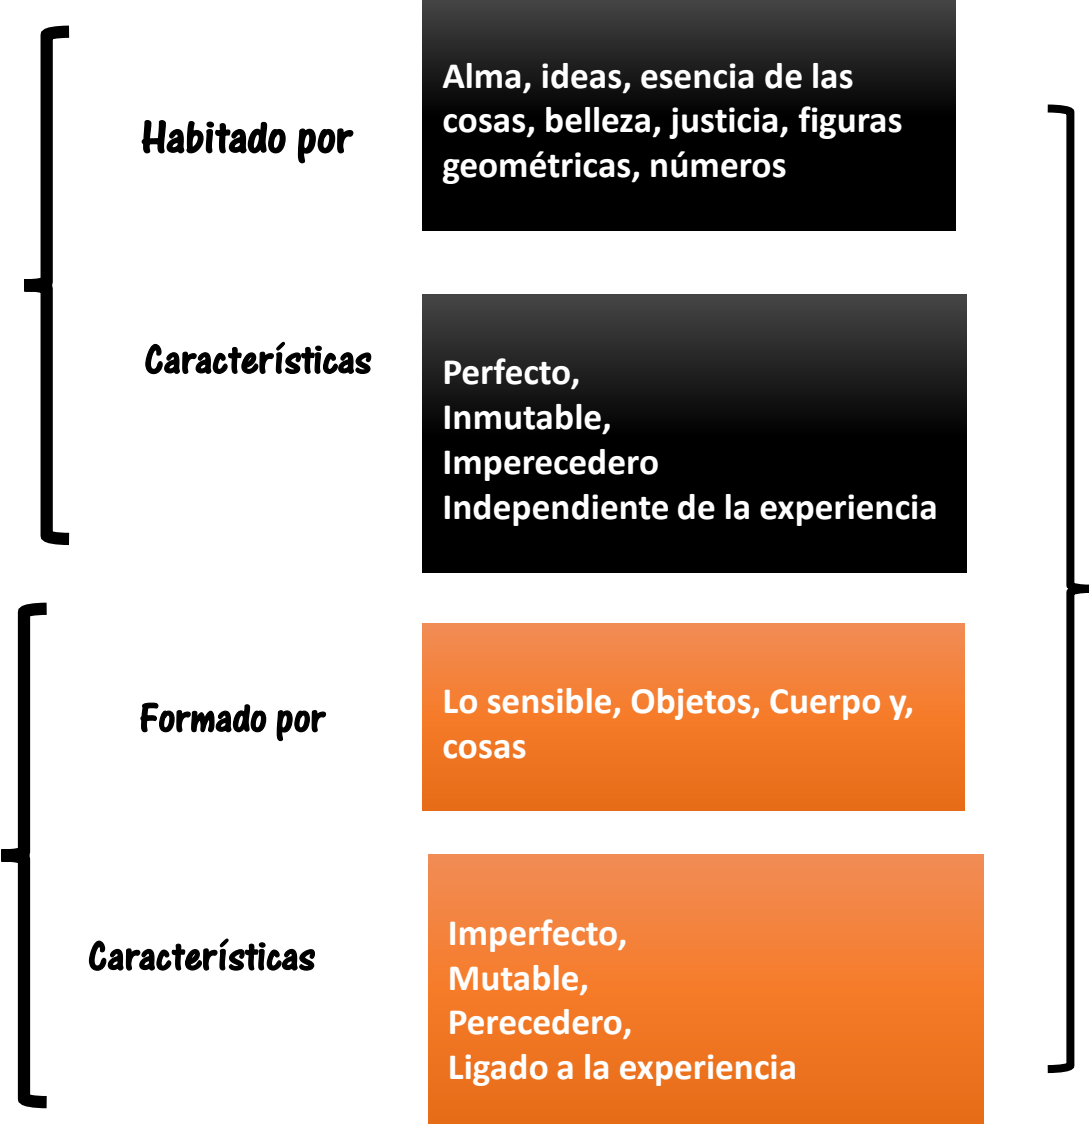 Habitado por
Alma, ideas, esencia de las
cosas, belleza, justicia, figuras
geométricas, números
Características
Perfecto,
Inmutable,
Imperecedero
Independiente de la experiencia
Formado por
Lo sensible, Objetos, Cuerpo y,
cosas
Características
Imperfecto,
Mutable,
Perecedero,
Ligado a la experiencia